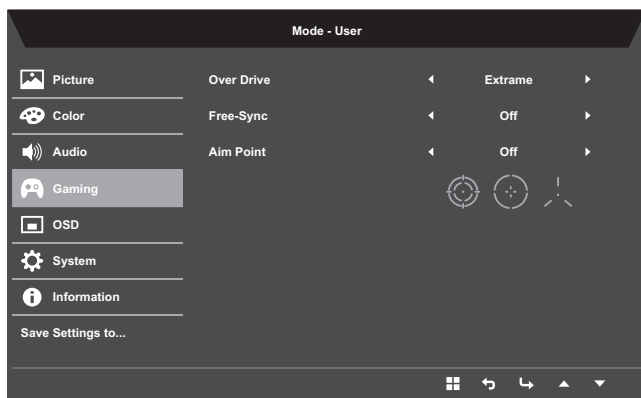 Mode - User
Picture
Over Drive Extrame
Color
Free-Sync Off
Audio
Aim Point Off
Gaming
OSD
System
Information
Save Settings to...